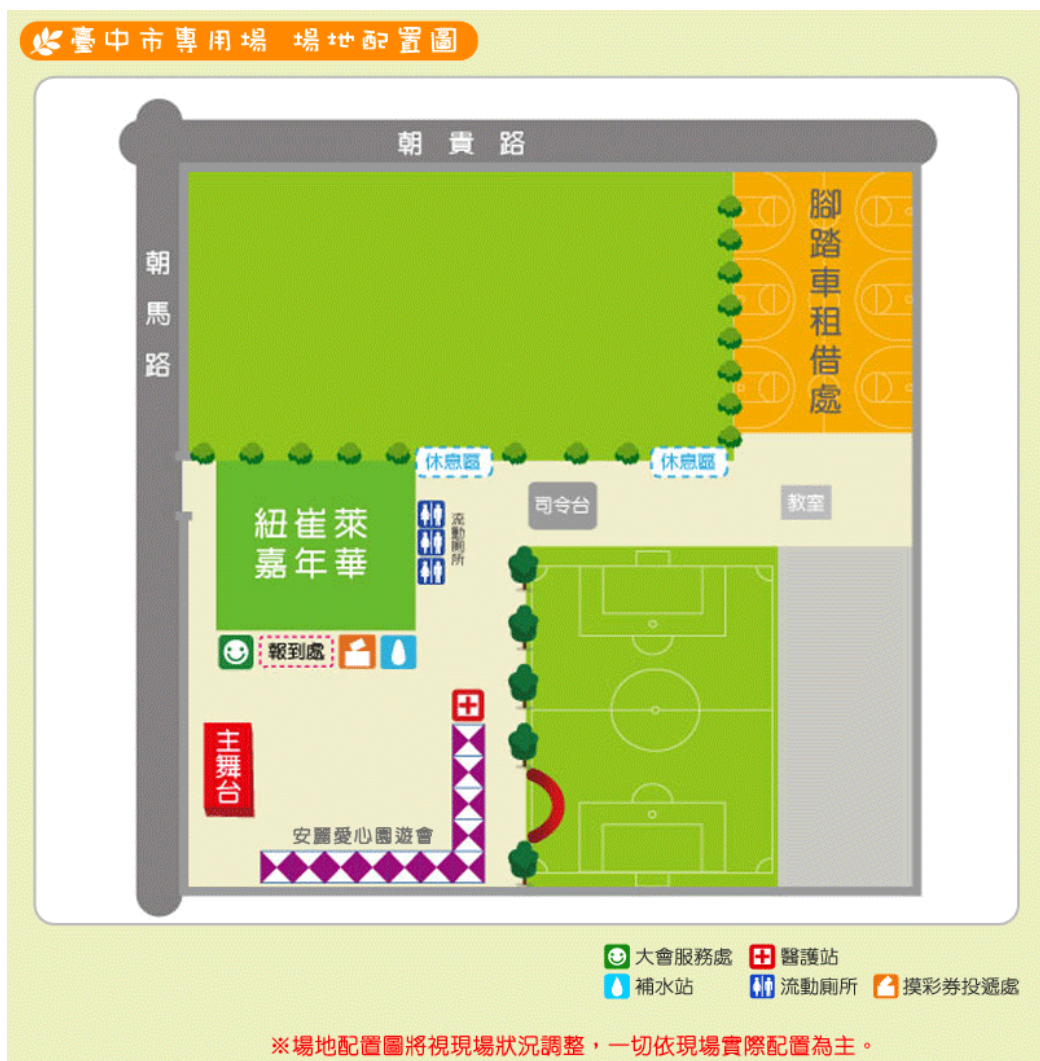 臺中市專用場 場地配置圖
朝貴路
朝馬路
腳踏車租借處
休息區
休息區
司令台
教室
紐崔萊
嘉年華
流動廁所
報到處
主舞台
安麗愛心園遊會
大會服務處
醫護站
補水站
流動廁所
摸彩券投遞處
※場地配置圖將視現場狀況調整，一切依現場實際配置為主。